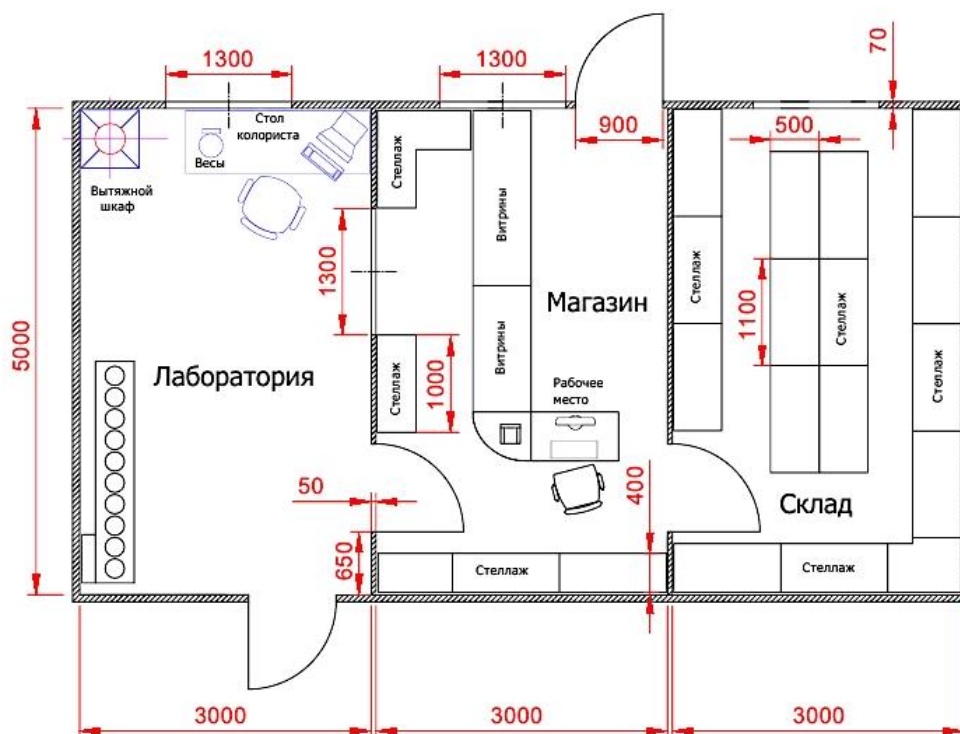 1300
1300
70
900
500
Стол
колориста
Весы
Вытяжной
шкаф
Стеллаж
Витрины
1300
Магазин
Стеллаж
1100
Стеллаж
5000
Лаборатория
Витрины
Стеллаж
1000
Рабочее
место
Стеллаж
50
400
Склад
650
Стеллаж
Стеллаж
3000
3000
3000